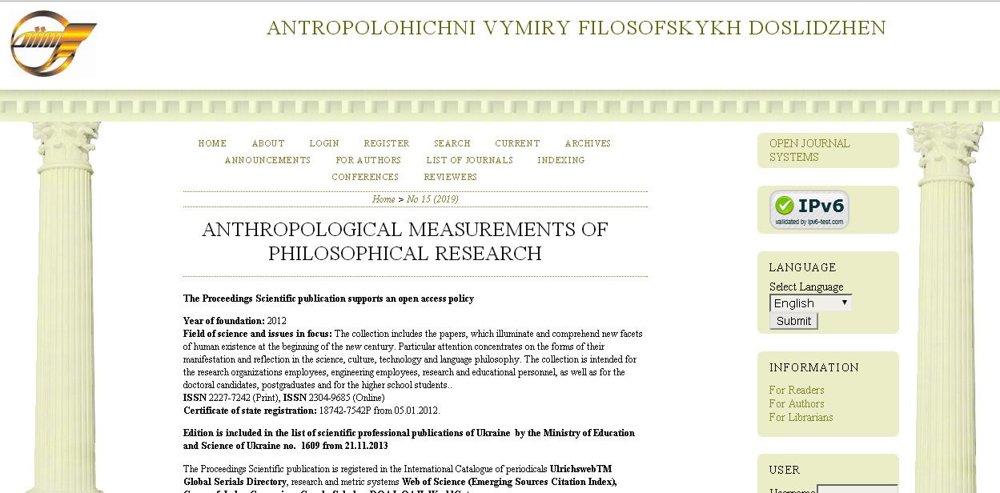 ANTROPOLOHICHNI VYMIRY FILOSOFSKYKH DOSLIDZHEN
HOME ABOUT LOGIN REGISTER SEARCH CURRENT ARCHIVES
ANNOUNCEMENTS FOR AUTHORS LIST OF JOURNALS INDEXING
CONFERENCES REVIEWERS
Home > No 15 (2019)
ANTHROPOLOGICAL MEASUREMENTS OF
PHILOSOPHICAL RESEARCH
The Proceedings Scientific publication supports an open access policy
Year of foundation: 2012
Field of science and issues in focus: The collection includes the papers, which illuminate and comprehend new facets
of human existence at the beginning of the new century. Particular attention concentrates on the forms of their
manifestation and reflection in the science, culture, technology and language philosophy. The collection is intended for
the research organizations employees, engineering employees, research and educational personnel, as well as for the
doctoral candidates, postgraduates and for the higher school students..
ISSN 2227-7242 (Print), ISSN 2304-9685 (Online)
Certificate of state registration: 18742-7542Р from 05.01.2012.
Edition is included in the list of scientific professional publications of Ukraine by the Ministry of Education
and Science of Ukraine no. 1609 from 21.11.2013
The Proceedings Scientific publication is registered in the International Catalogue of periodicals UlrichswebTM
Global Serials Directory, research and metric systems Web of Science (Emerging Sources Citation Index),
OPEN JOURNAL
SYSTEMS
IPv6
validated by ipv6-test.com
LANGUAGE
Select Language
English
Submit
INFORMATION
For Readers
For Authors
For Librarians
USER
Username